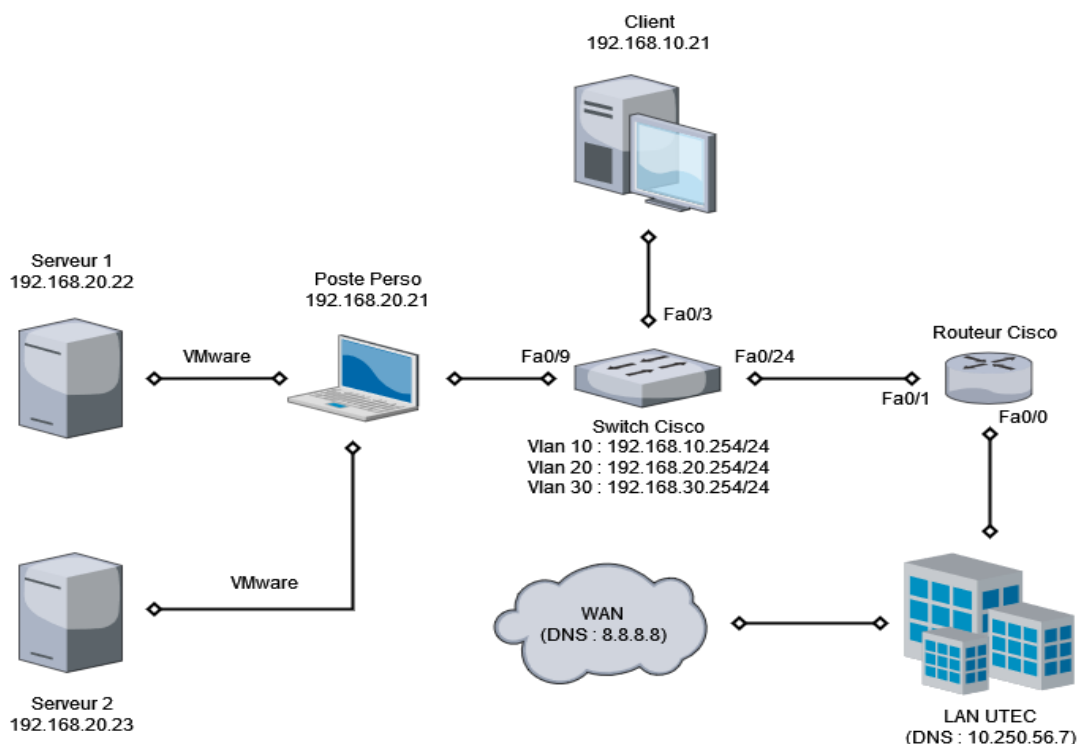 Client
192.168.10.21
Serveur 1
192.168.20.22
Poste Perso
192.168.20.21
VMware
Fa0/3
Fa0/9
Fa0/24
Routeur Cisco
Fa0/1
Fa0/0
Switch Cisco
Vlan 10 : 192.168.10.254/24
Vlan 20 : 192.168.20.254/24
Vlan 30 : 192.168.30.254/24
VMware
WAN
(DNS : 8.8.8.8)
Serveur 2
192.168.20.23
LAN UTEC
(DNS : 10.250.56.7)